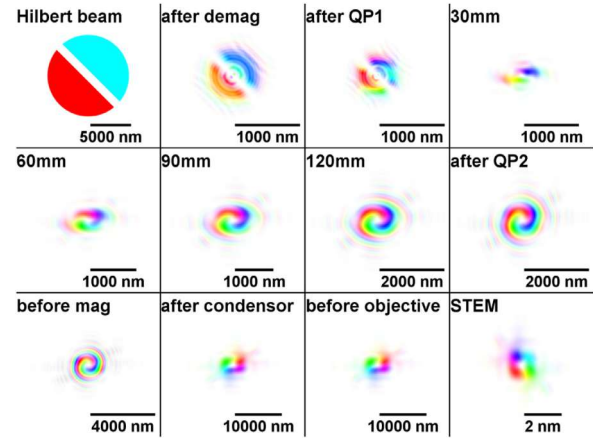 Hilbert beam
5000 nm
after demag
1000 nm
after QP1
1000 nm
30mm
1000 nm
60mm
1000 nm
90mm
1000 nm
120mm
2000 nm
after QP2
2000 nm
before mag
4000 nm
after condensor
10000 nm
before objective
10000 nm
STEM
2 nm